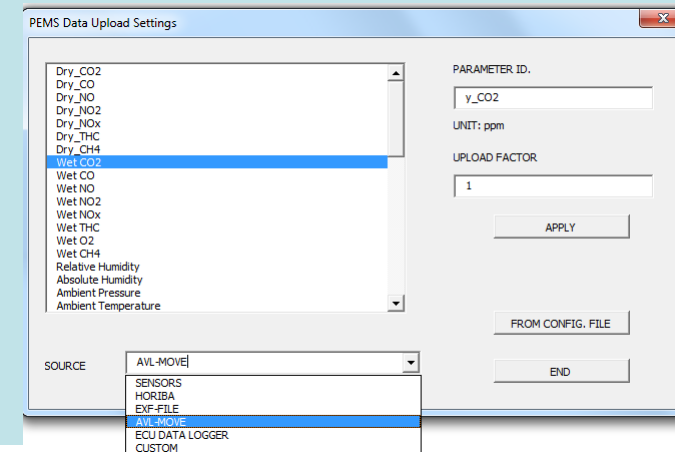 PEMS Data Upload Settings
Dry_CO2
Dry_CO
Dry_NO
Dry_NO2
Dry_NOx
Dry_THC
Dry_CH4
Wet CO2
Wet CO
Wet NO
Wet NO2
Wet NOx
Wet THC
Wet O2
Wet CH4
Relative Humidity
Absolute Humidity
Ambient Pressure
Ambient Temperature
PARAMETER ID.
y_CO2
UNIT: ppm
UPLOAD FACTOR
1
APPLY
FROM CONFIG. FILE
END
SOURCE
AVL-MOVE
SENSORS
HORIBA
EXF-FILE
AVL-MOVE
ECU DATA LOGGER
CUSTOM